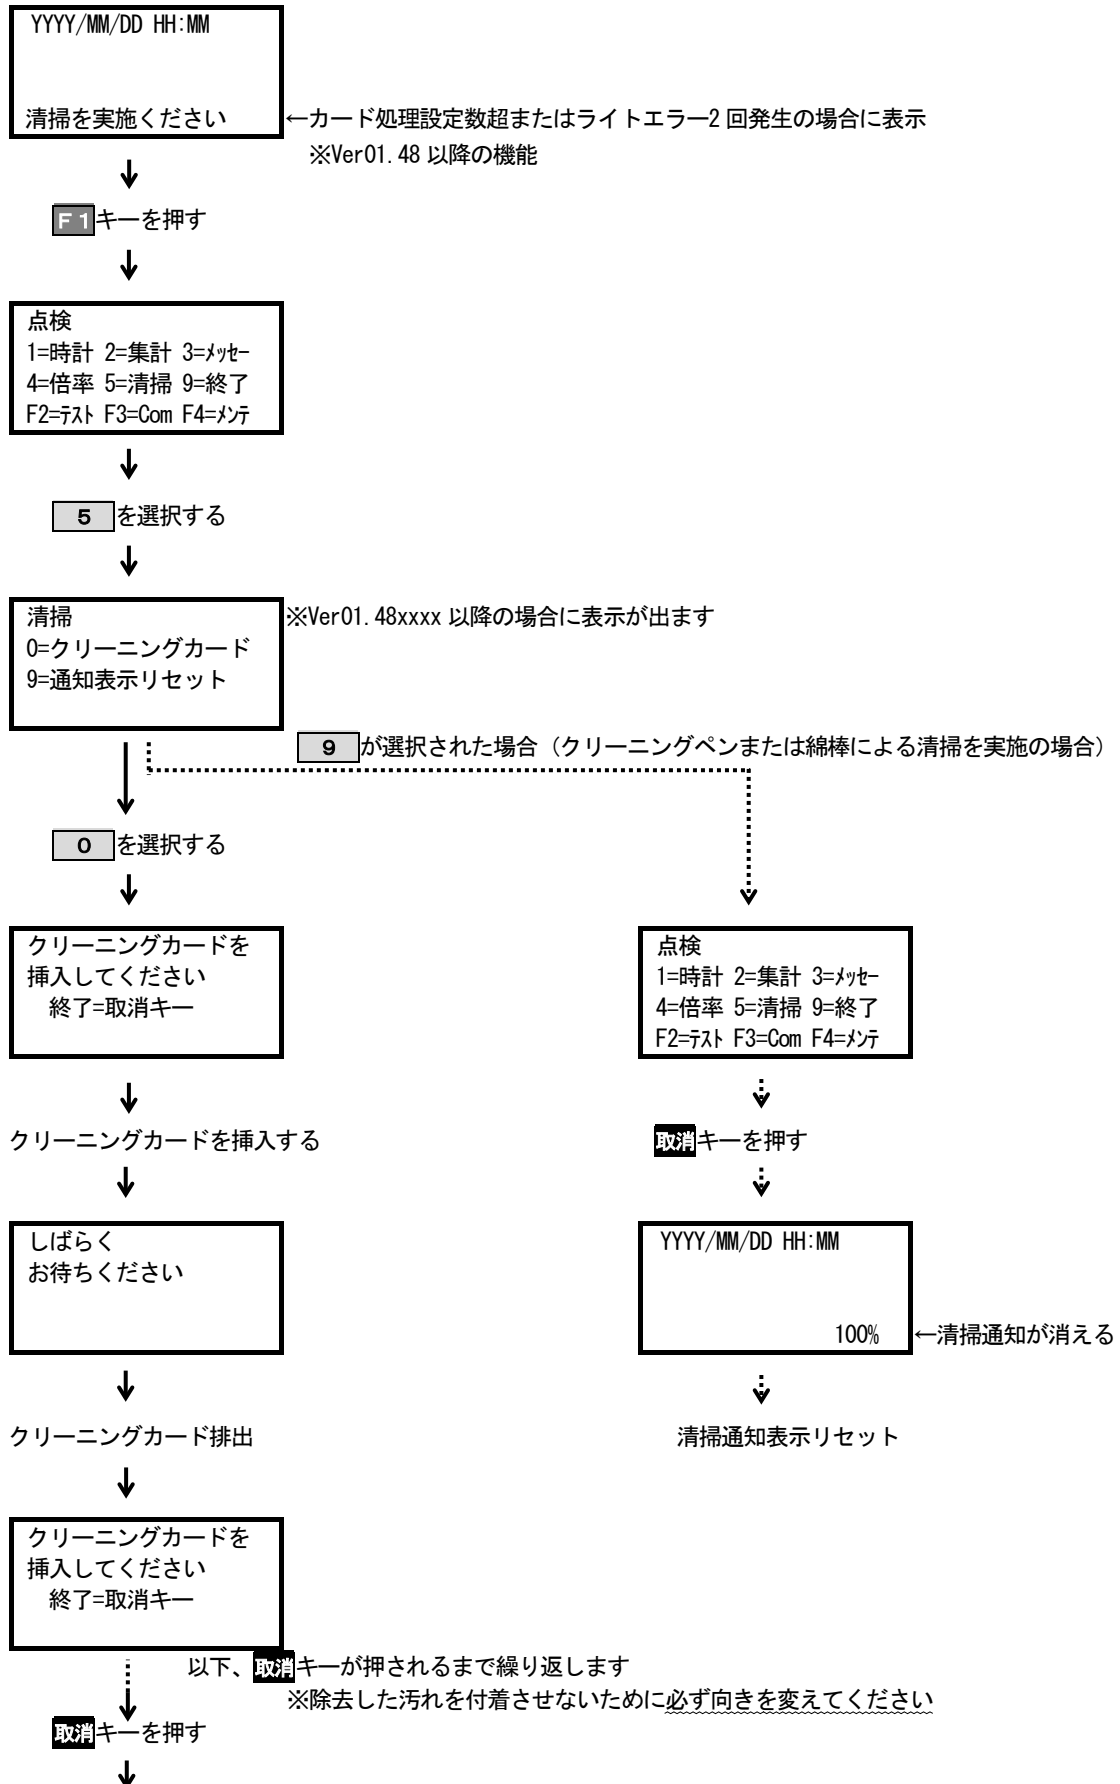 YYYY/MM/DD HH:MM
清掃を実施ください
←カード処理設定数超またはライトエラー2 回発生の場合に表示
※Ver01.48 以降の機能
F1キーを押す
点検
1=時計 2=集計 3=ﾒｯｾｰ
4=倍率 5=清掃 9=終了
F2=ﾃｽﾄ F3=Com F4=ﾒﾝﾃ
5 を選択する
清掃
0=クリーニングカード
9=通知表示リセット
※Ver01.48xxxx 以降の場合に表示が出ます
9 が選択された場合（クリーニングペンまたは綿棒による清掃を実施の場合）
0 を選択する
クリーニングカードを
挿入してください
終了=取消キー
クリーニングカードを挿入する
しばらく
お待ちください
クリーニングカード排出
クリーニングカードを
挿入してください
終了=取消キー
点検
1=時計 2=集計 3=ﾒｯｾｰ
4=倍率 5=清掃 9=終了
F2=ﾃｽﾄ F3=Com F4=ﾒﾝﾃ
取消キーを押す
YYYY/MM/DD HH:MM
100%
←清掃通知が消える
清掃通知表示リセット
以下、取消キーが押されるまで繰り返します
※除去した汚れを付着させないために必ず向きを変えてください
取消キーを押す